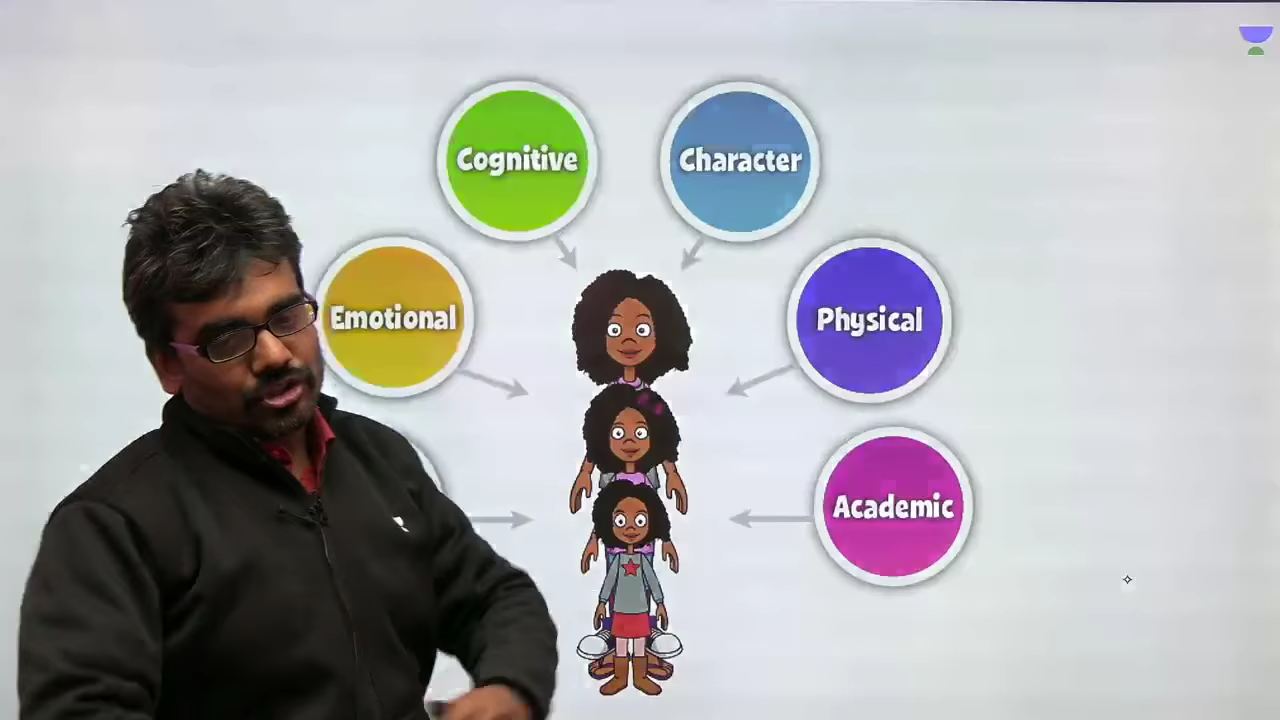 Cognitive
Character
Emotional
Physical
Academic